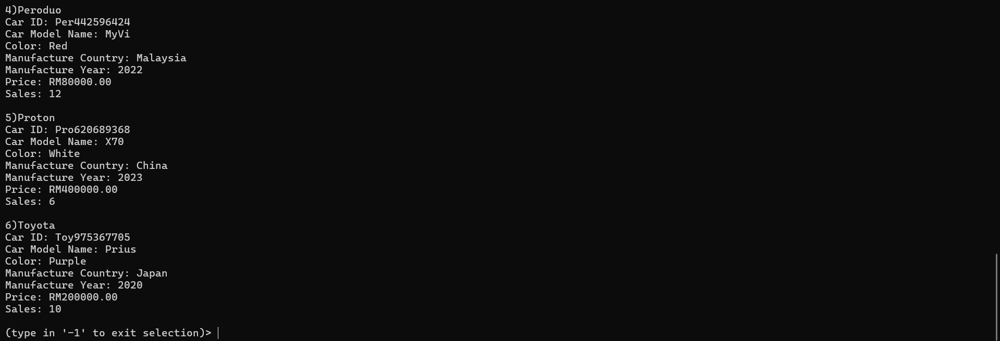 4)Peroduo
Car ID: Per442596424
Car Model Name: MyVi
Color: Red
Manufacture Country: Malaysia
Manufacture Year: 2022
Price: RM80000.00
Sales: 12
5)Proton
Car ID: Pro620689368
Car Model Name: X70
Color: White
Manufacture Country: China
Manufacture Year: 2023
Price: RM400000.00
Sales: 6
6)Toyota
Car ID: Toy975367705
Car Model Name: Prius
Color: Purple
Manufacture Country: Japan
Manufacture Year: 2020
Price: RM200000.00
Sales: 10
(type in '-1' to exit selection)>